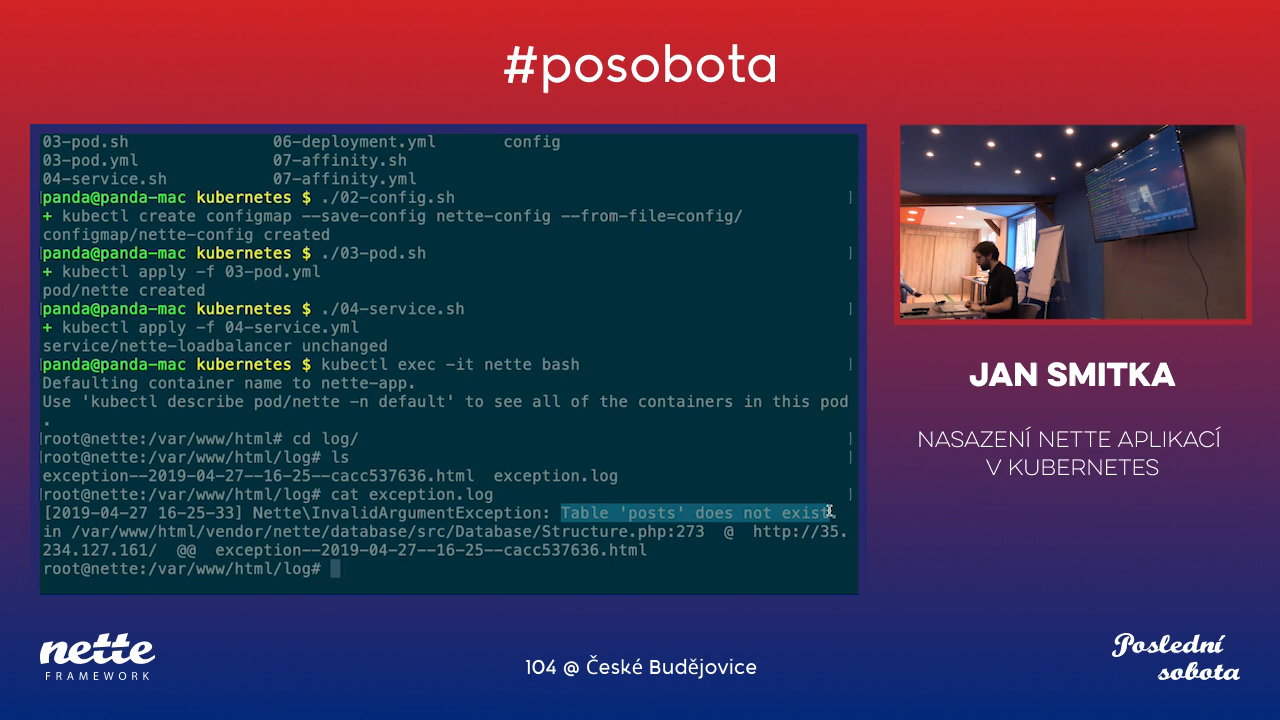 #posobota
03-pod.sh 06-deployment.yml config
03-pod.yml 07-affinity.sh
04-service.sh 07-affinity.yml
[panda@panda-mac kubernetes $ ./02-config.sh ]
+ kubectl create configmap --save-config nette-config --from-file=config/
configmap/nette-config created
[panda@panda-mac kubernetes $ ./03-pod.sh ]
+ kubectl apply -f 03-pod.yml
pod/nette created
[panda@panda-mac kubernetes $ ./04-service.sh ]
+ kubectl apply -f 04-service.yml
service/nette-loadbalancer unchanged
[panda@panda-mac kubernetes $ kubectl exec -it nette bash ]
Defaulting container name to nette-app.
Use 'kubectl describe pod/nette -n default' to see all of the containers in this pod
.
[root@nette:/var/www/html# cd log/ ]
[root@nette:/var/www/html/log# ls ]
exception--2019-04-27--16-25--cacc537636.html exception.log
[root@nette:/var/www/html/log# cat exception.log ]
[2019-04-27 16-25-33] Nette\InvalidArgumentException: Table 'posts' does not exist.
in /var/www/html/vendor/nette/database/src/Database/Structure.php:273 @ http://35.
234.127.161/ @@ exception--2019-04-27--16-25--cacc537636.html
root@nette:/var/www/html/log#
JAN SMITKA
NASAZENÍ NETTE APLIKACÍ
V KUBERNETES
nette
FRAMEWORK
104 @ České Budějovice
Poslední
sobota